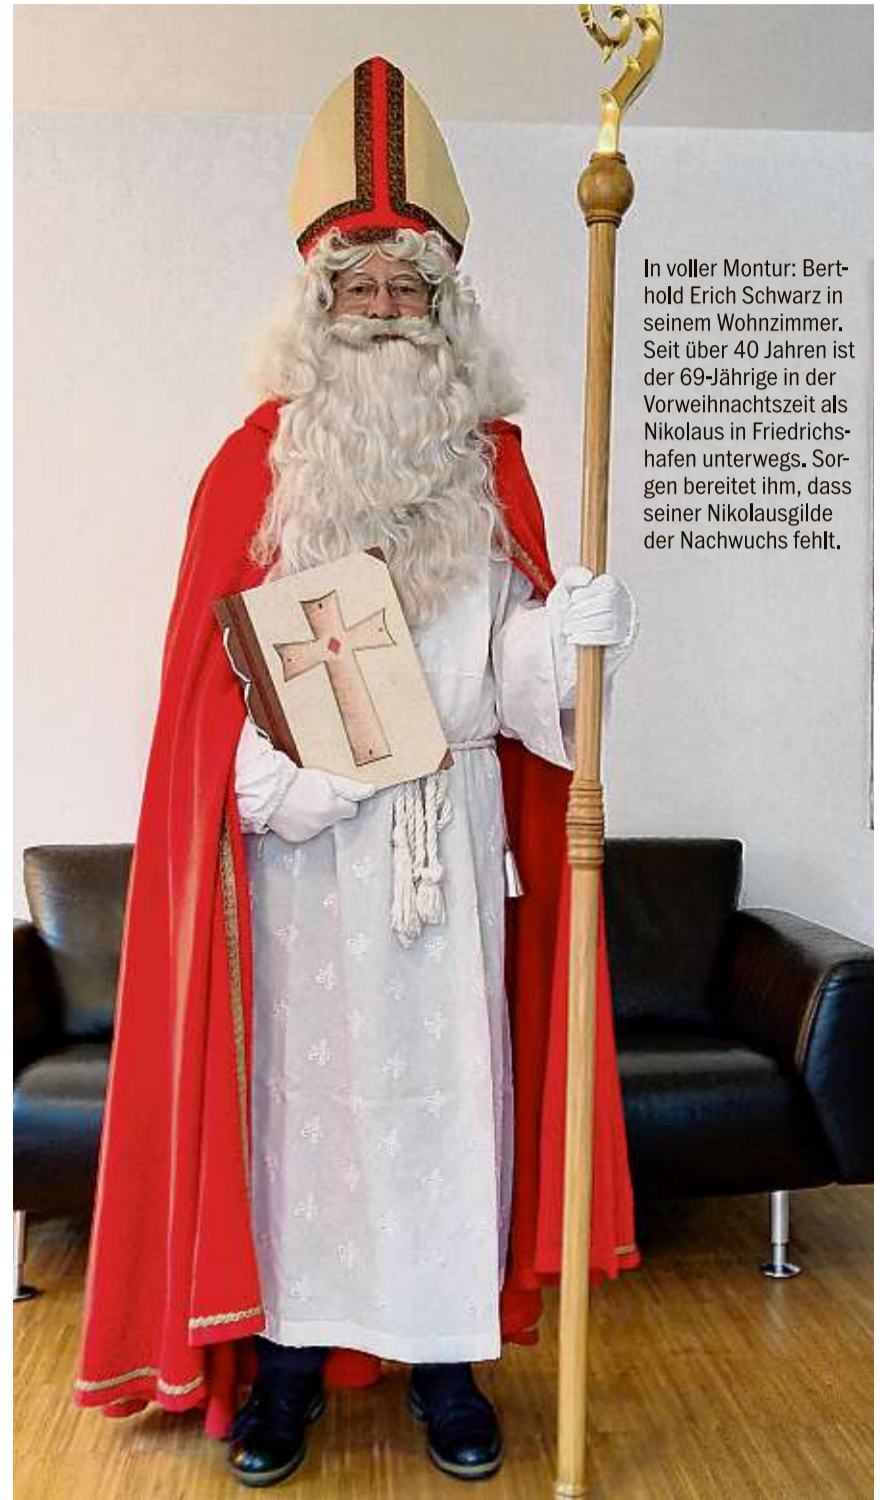 In voller Montur: Bert-
hold Erich Schwarz in
seinem Wohnzimmer.
Seit über 40 Jahren ist
der 69-Jährige in der
Vorweihnachtszeit als
Nikolaus in Friedrichs-
hafen unterwegs. Sor-
gen bereitet ihm, dass
seiner Nikolausgilde
der Nachwuchs fehlt.